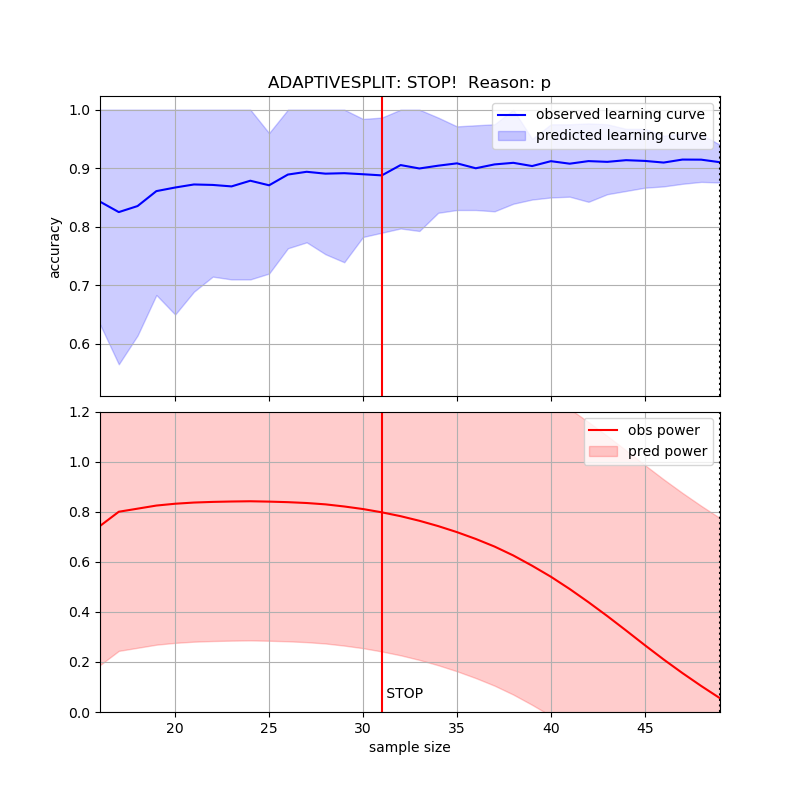 ADAPTIVESPLIT: STOP!  Reason: p
1.0
0.9
0.8
0.7
0.6
accuracy
observed learning curve
predicted learning curve
1.2
1.0
0.8
0.6
0.4
0.2
0.0
obs power
pred power
STOP
20 25 30 35 40 45
sample size